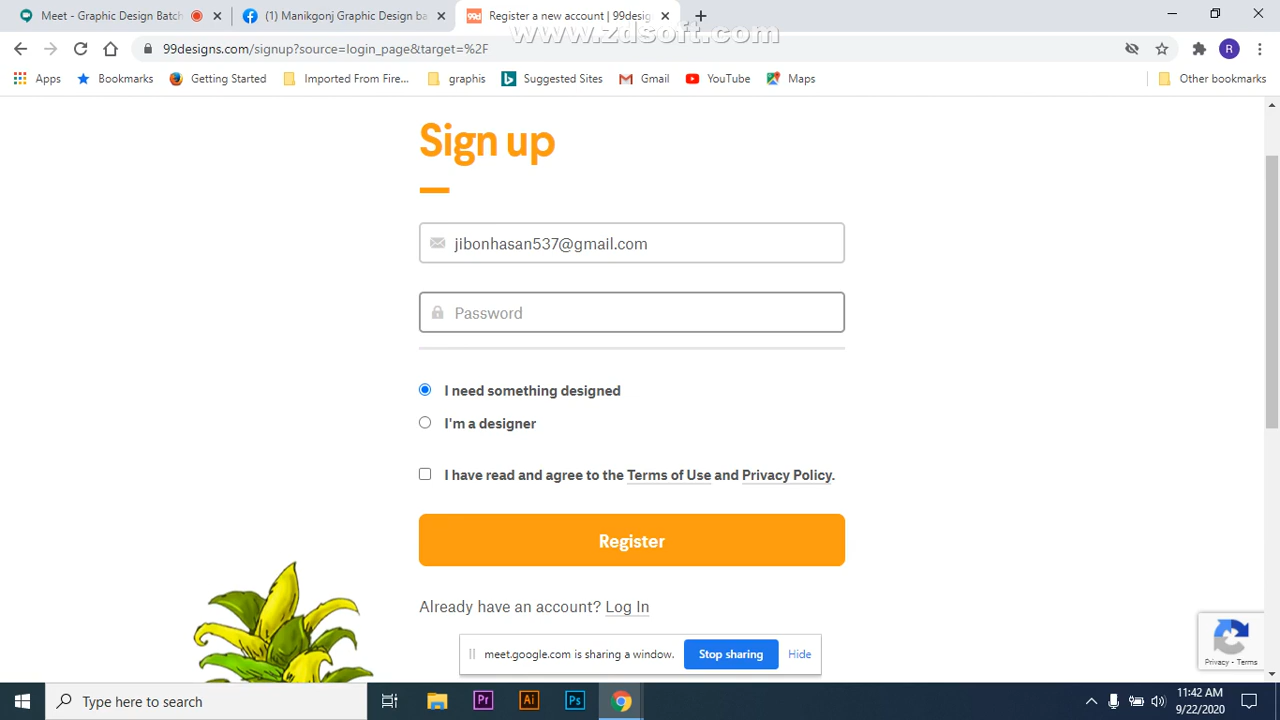 Meet - Graphic Design Batch
(1) Manikgonj Graphic Design ba
Register a new account | 99desig
www.zdsoft.com
99designs.com/signup?source=login_page&target=%2F
R
Apps
Bookmarks
Getting Started
Imported From Fire...
graphis
Suggested Sites
Gmail
YouTube
Maps
Other bookmarks
Sign up
jibonhasan537@gmail.com
Password
I need something designed
I'm a designer
I have read and agree to the Terms of Use and Privacy Policy.
Register
Already have an account? Log In
meet.google.com is sharing a window.
Stop sharing
Hide
Privacy - Terms
Type here to search
Pr
Ai
Ps
11:42 AM
9/22/2020